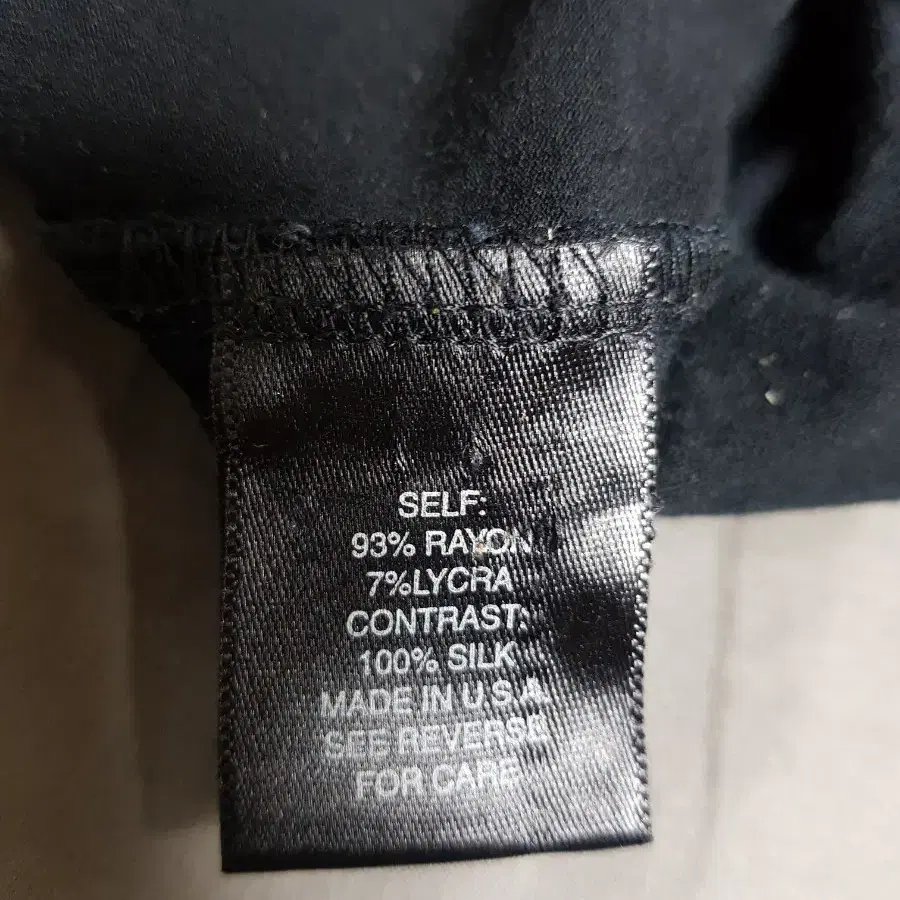 SELF:
93% RAYON
7%LYCRA
CONTRAST:
100% SILK
MADE IN U.S.A.
SEE REVERSE
FOR CARE